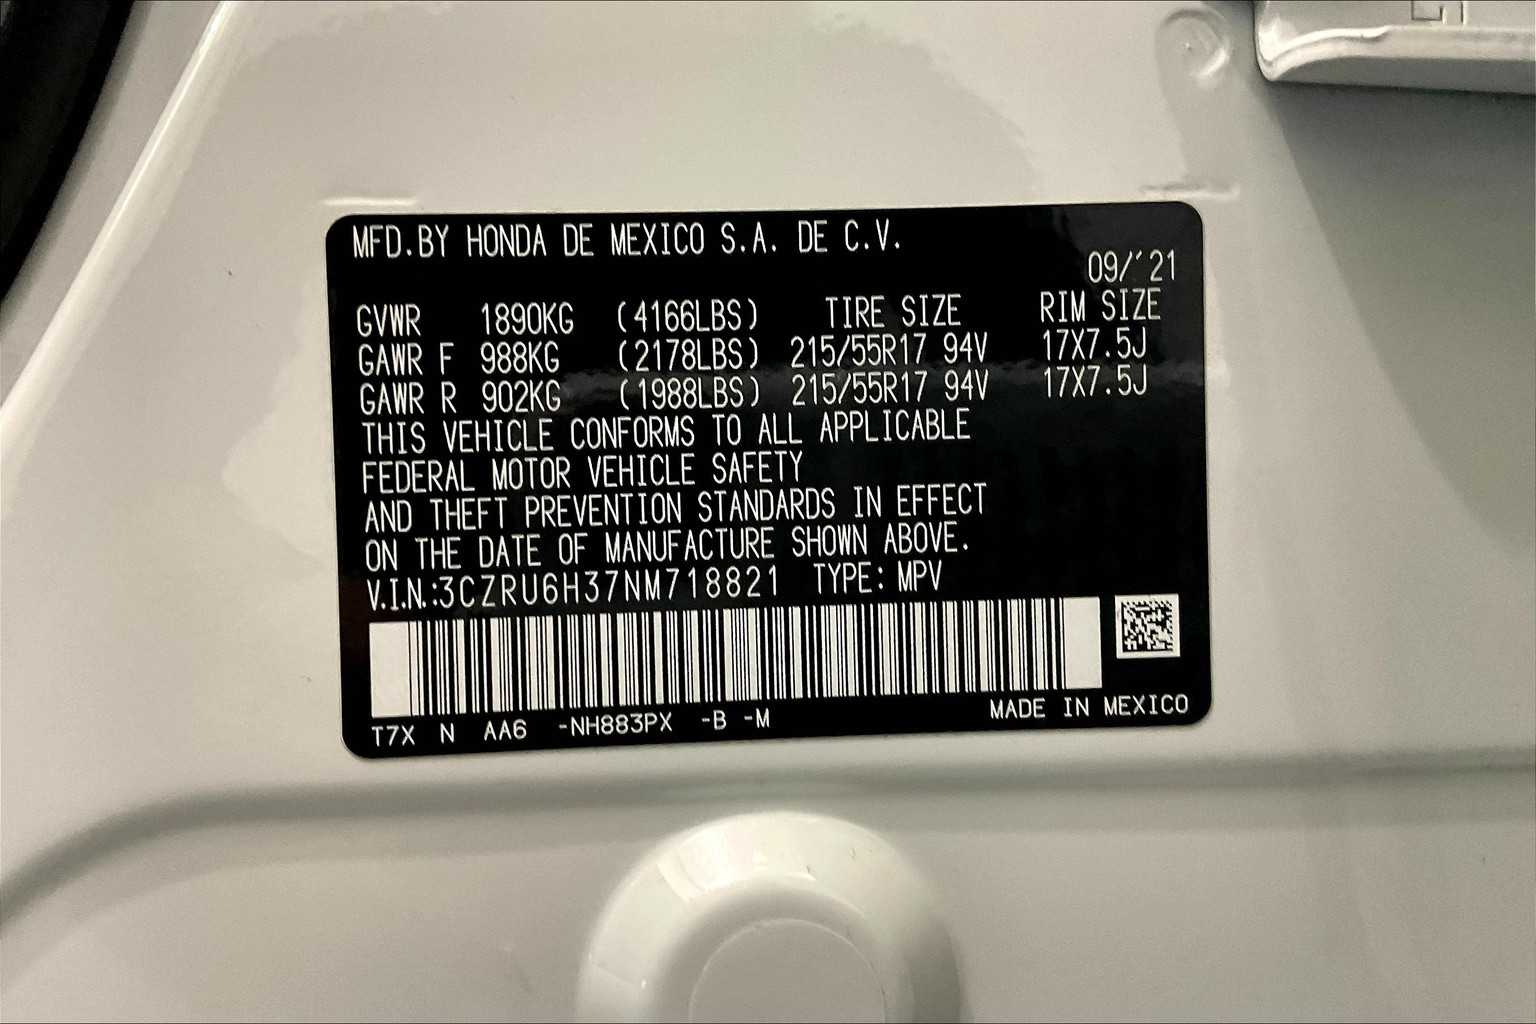 MFD.BY HONDA DE MEXICO S.A. DE C.V.
09/'21
GVWR 1890KG (4166LBS) TIRE SIZE RIM SIZE
GAWR F 988KG (2178LBS) 215/55R17 94V 17X7.5J
GAWR R 902KG (1988LBS) 215/55R17 94V 17X7.5J
THIS VEHICLE CONFORMS TO ALL APPLICABLE
FEDERAL MOTOR VEHICLE SAFETY
AND THEFT PREVENTION STANDARDS IN EFFECT
ON THE DATE OF MANUFACTURE SHOWN ABOVE.
V.I.N.:3CZRU6H37NM718821 TYPE: MPV
T7X N AA6 -NH883PX -B -M MADE IN MEXICO